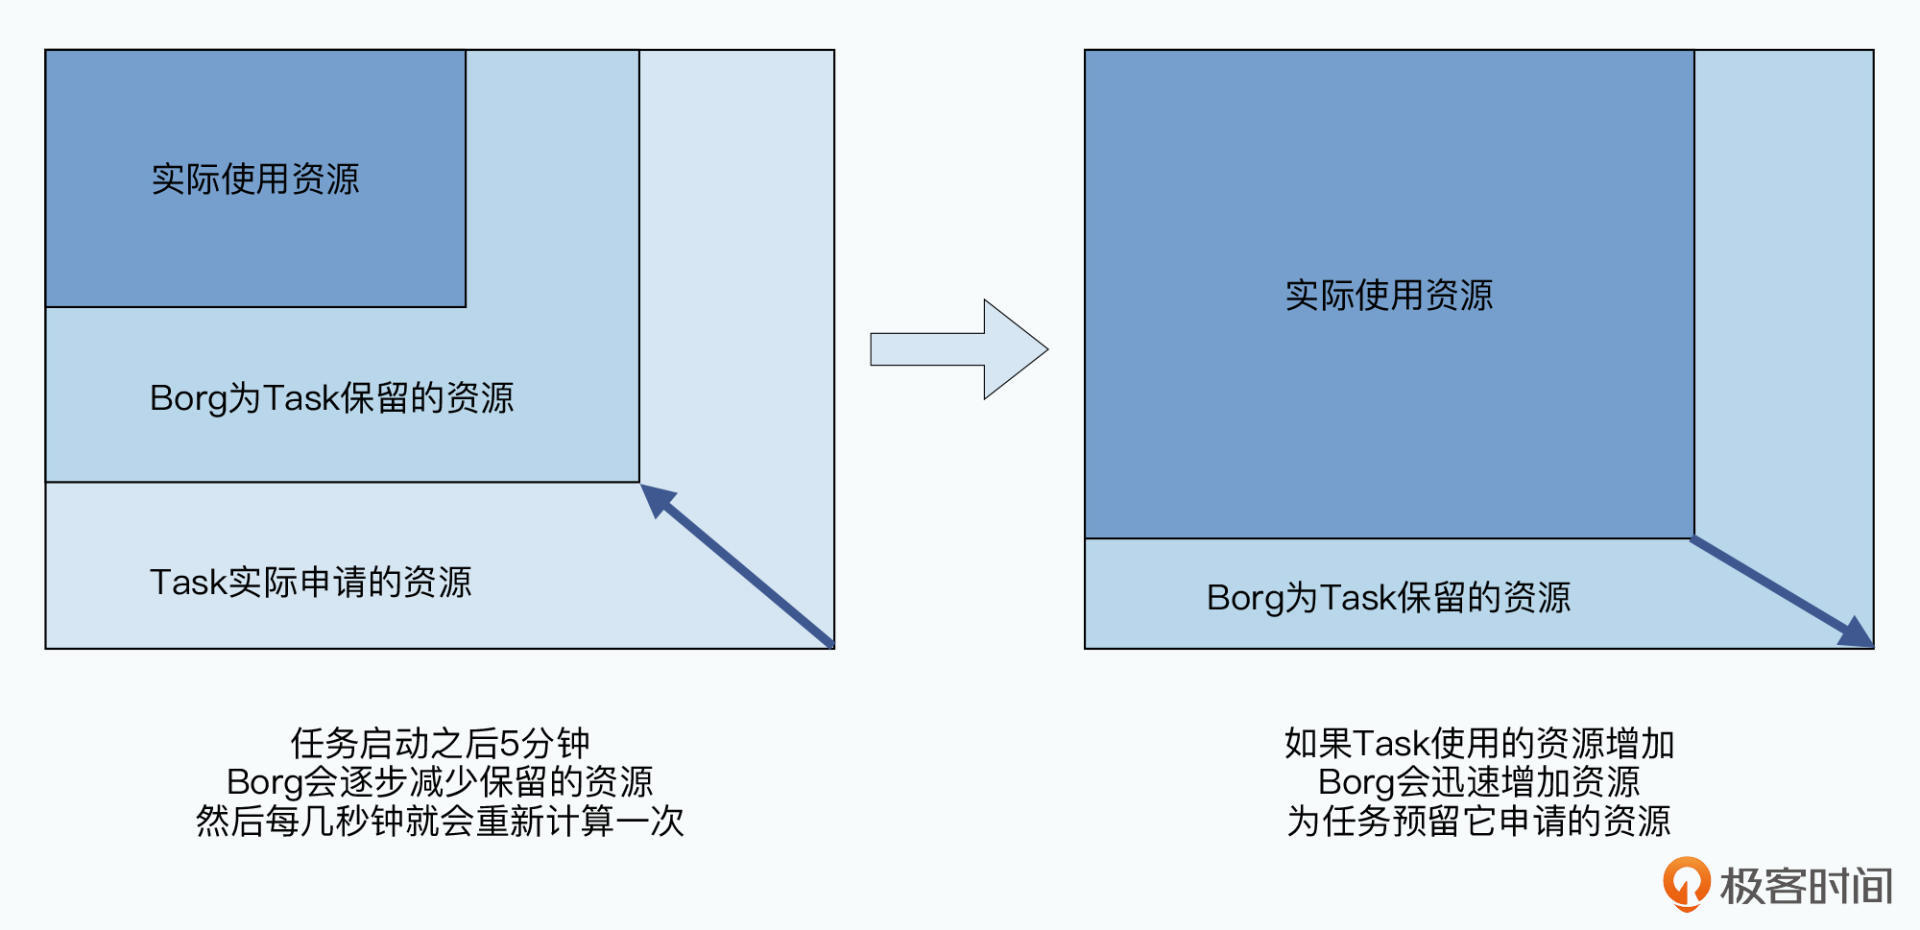 实际使用资源
Borg为Task保留的资源
Task实际申请的资源
任务启动之后5分钟
Borg会逐步减少保留的资源
然后每几秒钟就会重新计算一次
实际使用资源
Borg为Task保留的资源
如果Task使用的资源增加
Borg会迅速增加资源
为任务预留它申请的资源
极客时间